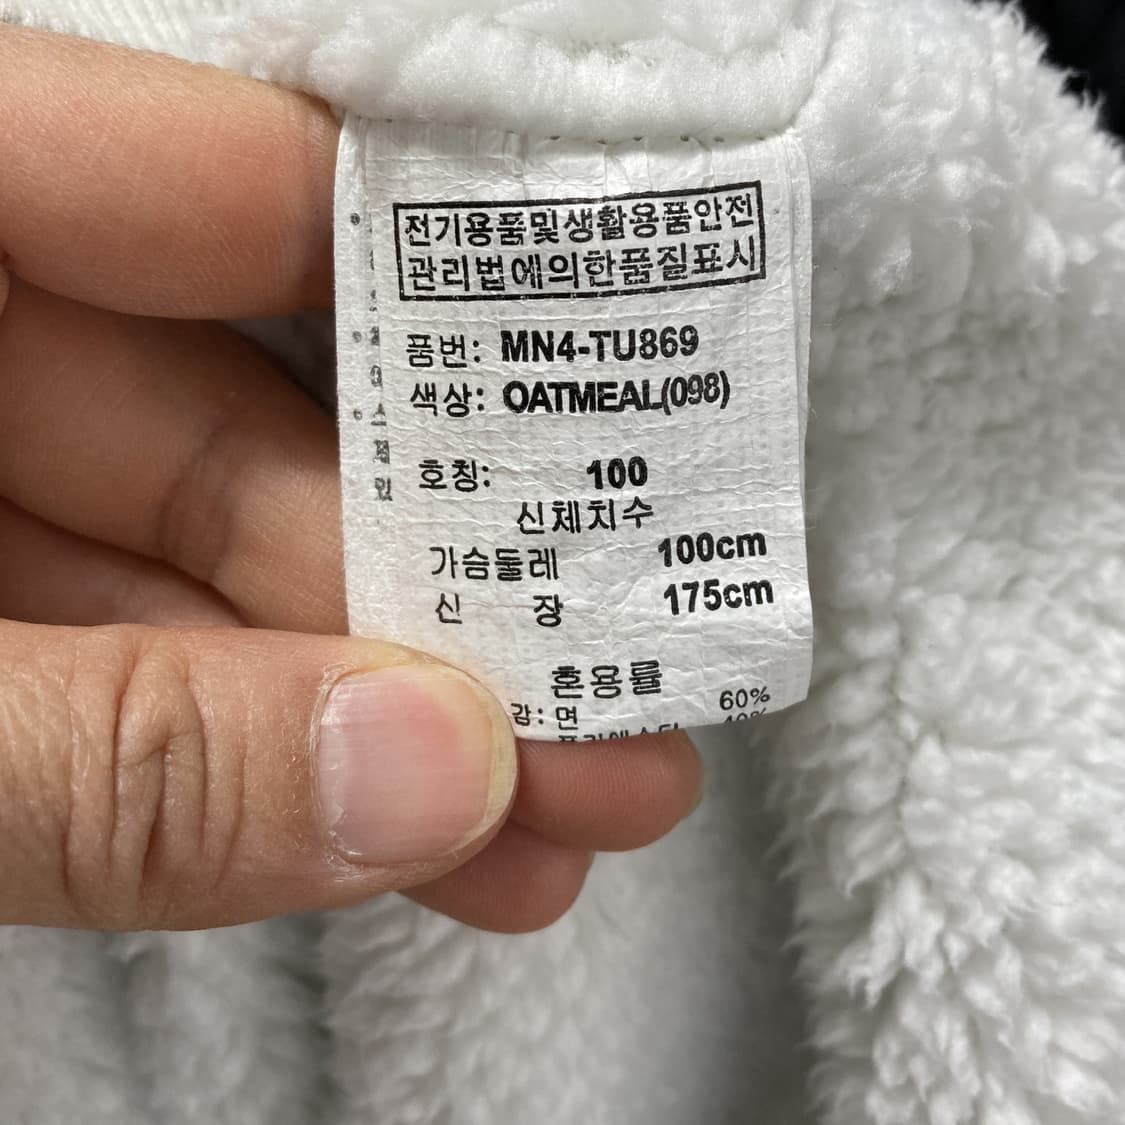 전기용품및생활용품안전
관리법에의한품질표시
품번: MN4-TU869
색상: OATMEAL(098)
호칭: 100
신체치수
가슴둘레 100cm
신 장 175cm
혼용률
감: 면 60%